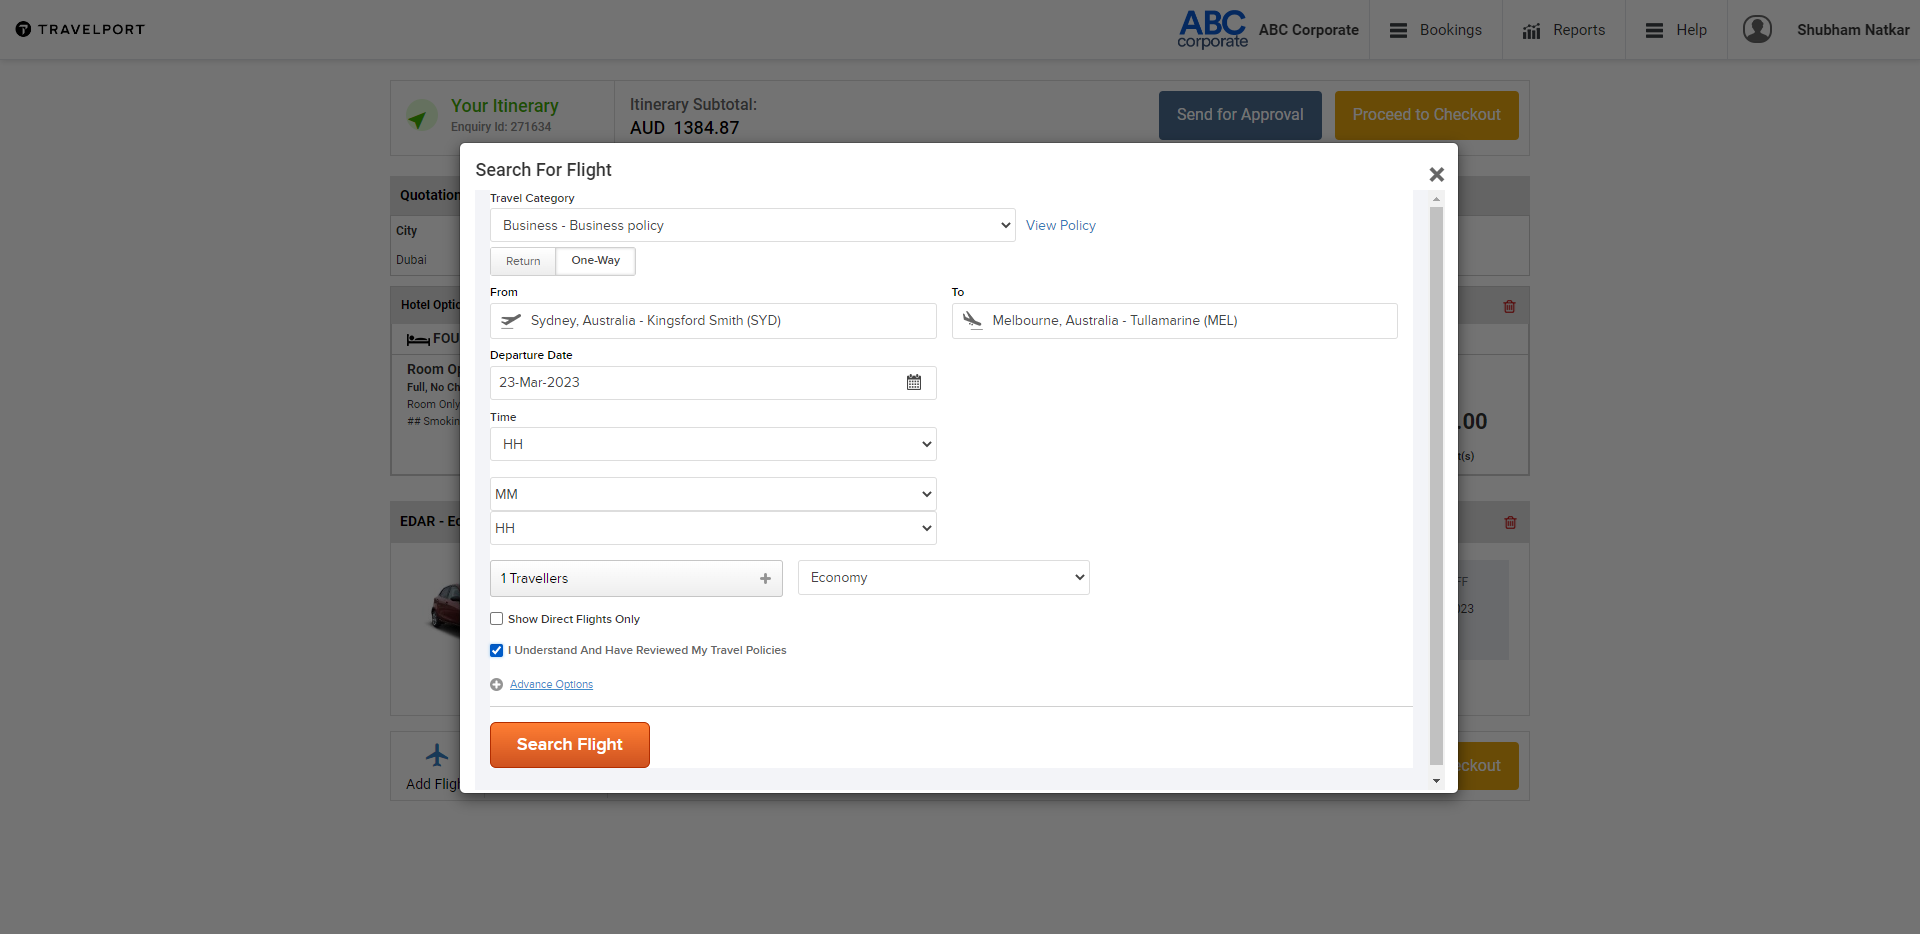 TRAVELPORT
ABC corporate
ABC Corporate
Bookings
Reports
Help
Shubham Natkar
Your Itinerary
Enquiry Id: 271634
Itinerary Subtotal:
AUD 1384.87
Send for Approval
Proceed to Checkout
Search For Flight
Travel Category
Business - Business policy
View Policy
Return
One-Way
From
To
Sydney, Australia - Kingsford Smith (SYD)
Melbourne, Australia - Tullamarine (MEL)
Departure Date
23-Mar-2023
Time
HH
MM
HH
1 Travellers
Economy
Show Direct Flights Only
I Understand And Have Reviewed My Travel Policies
Advance Options
Search Flight
Quotation
City
Dubai
Hotel Optio
FOU
Room Op
Full, No Ch
Room Only
## Smokin
.00
t(s)
EDAR - Ec
FF
023
Add Fligh
eckout